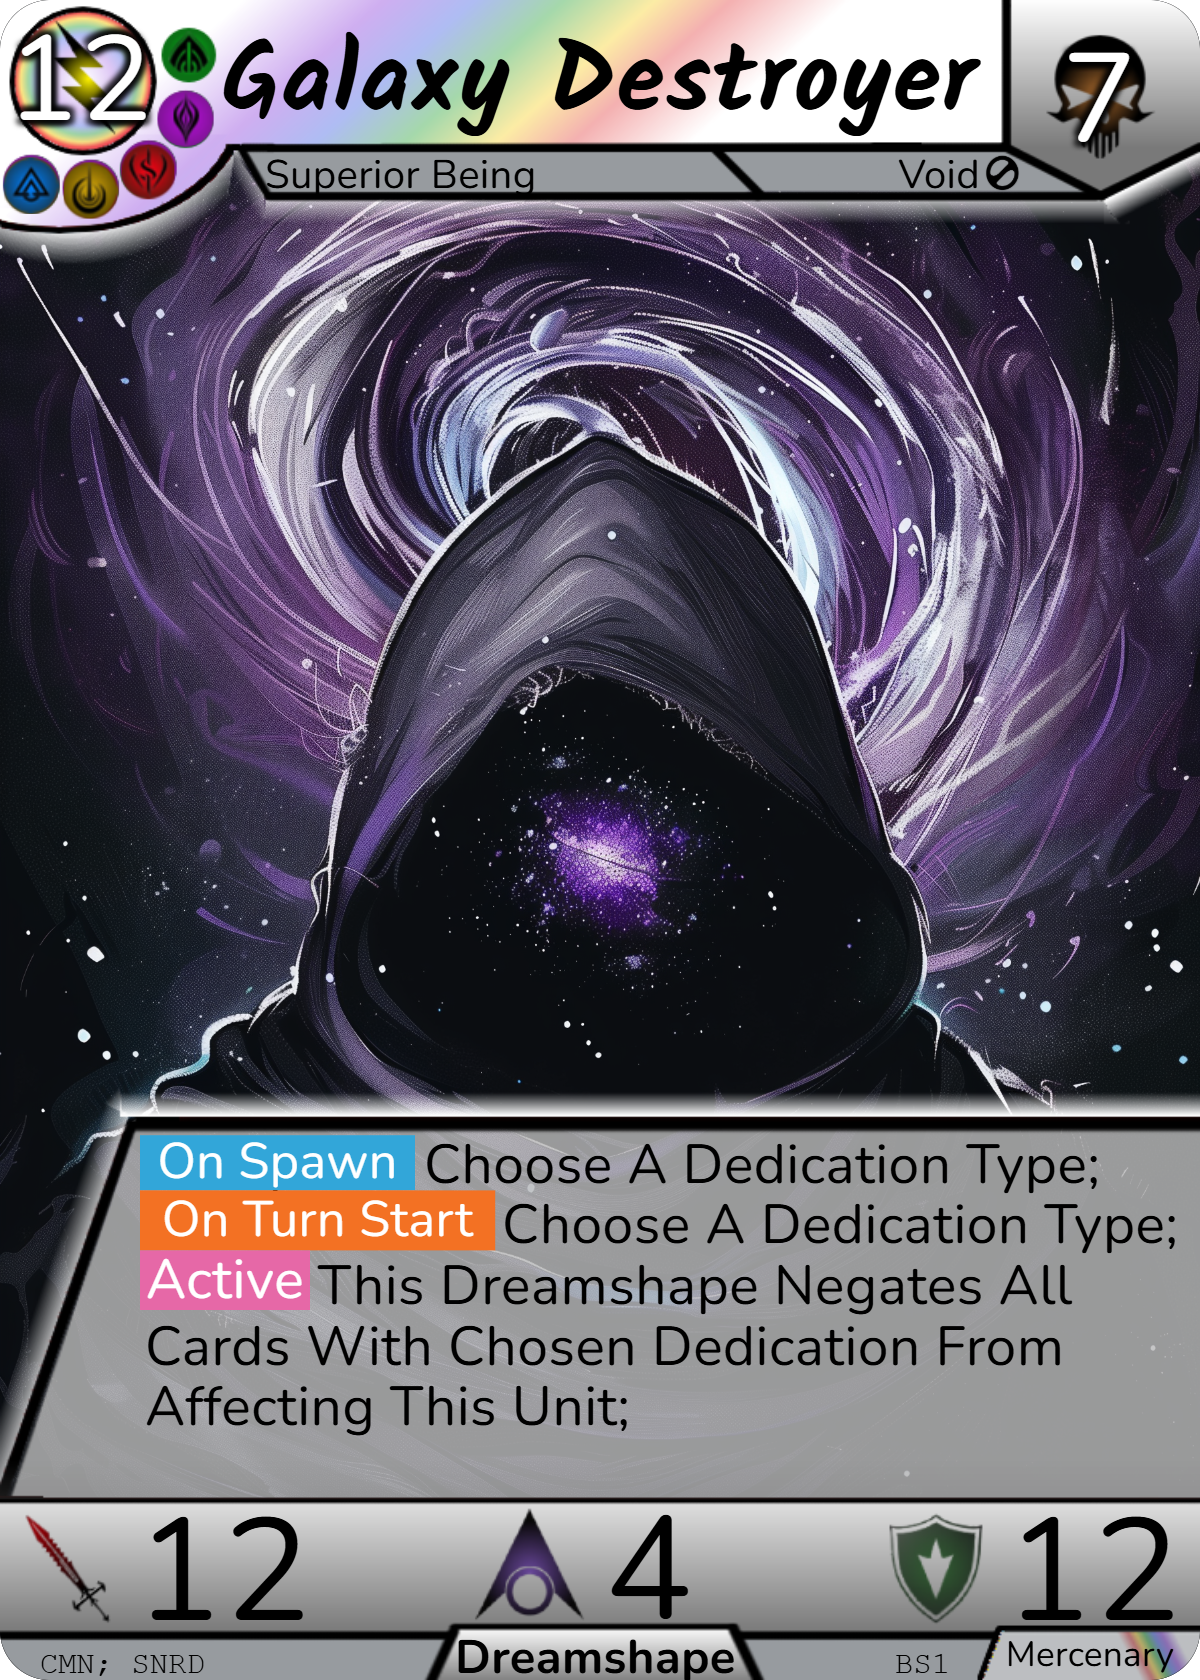 12 Galaxy Destroyer 7
Superior Being Void
On Spawn Choose A Dedication Type;
On Turn Start Choose A Dedication Type;
Active This Dreamshape Negates All
Cards With Chosen Dedication From
Affecting This Unit;
12 4 12
CMN; SNRD Dreamshape BS1 Mercenary